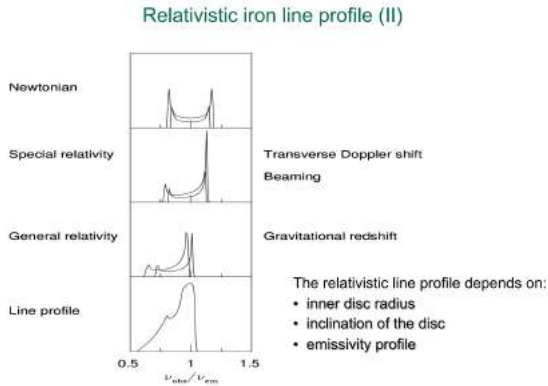 Relativistic iron line profile (II)
Newtonian
Special relativity
Transverse Doppler shift
Beaming
General relativity
Gravitational redshift
Line profile
The relativistic line profile depends on:
• inner disc radius
• inclination of the disc
• emissivity profile
0.5 1 1.5
ν_obs/ν_em